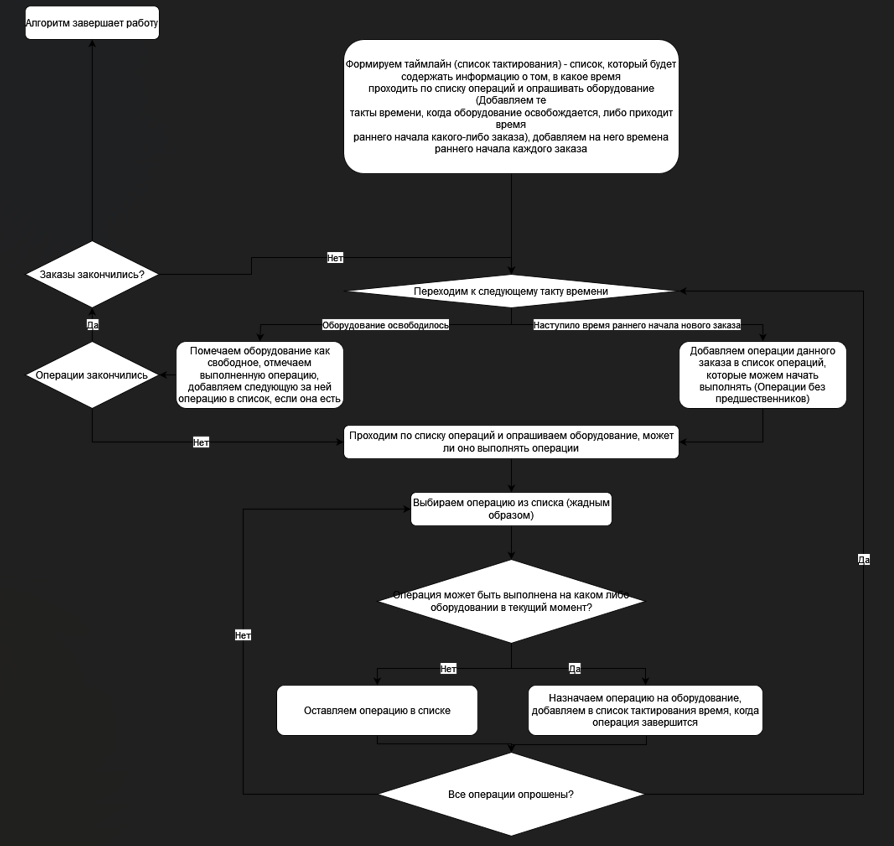 Алгоритм завершает работу
Формируем таймлайн (список тактирования) - список, который будет
содержать информацию о том, в какое время
проходить по списку операций и опрашивать оборудование
(Добавляем те
такты времени, когда оборудование освобождается, либо приходит
время
раннего начала какого-либо заказа), добавляем на него времена
раннего начала каждого заказа
Заказы закончились?
Нет
Переходим к следующему такту времени
Да
Оборудование освободилось
Наступило время раннего начала нового заказа
Операции закончились
Помечаем оборудование как
свободное, отмечаем
выполненную операцию,
добавляем следующую за ней
операцию в список, если она есть
Добавляем операции данного
заказа в список операций,
которые можем начать
выполнять (Операции без
предшественников)
Нет
Проходим по списку операций и опрашиваем оборудование, может
ли оно выполнять операции
Выбираем операцию из списка (жадным
образом)
Да
Операция может быть выполнена на каком либо
оборудовании в текущий момент?
Нет
Нет
Да
Оставляем операцию в списке
Назначаем операцию на оборудование,
добавляем в список тактирования время, когда
операция завершится
Все операции опрошены?